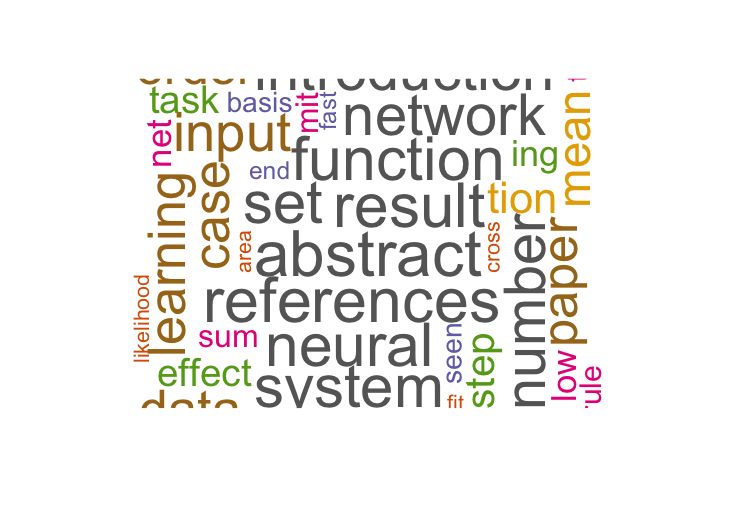 order introduction
task basis mit fast network
net input function ing mean
end
case set result tion
learning area abstract cross number paper
likelihood references
sum neural seen step low
effect system fit rule
data